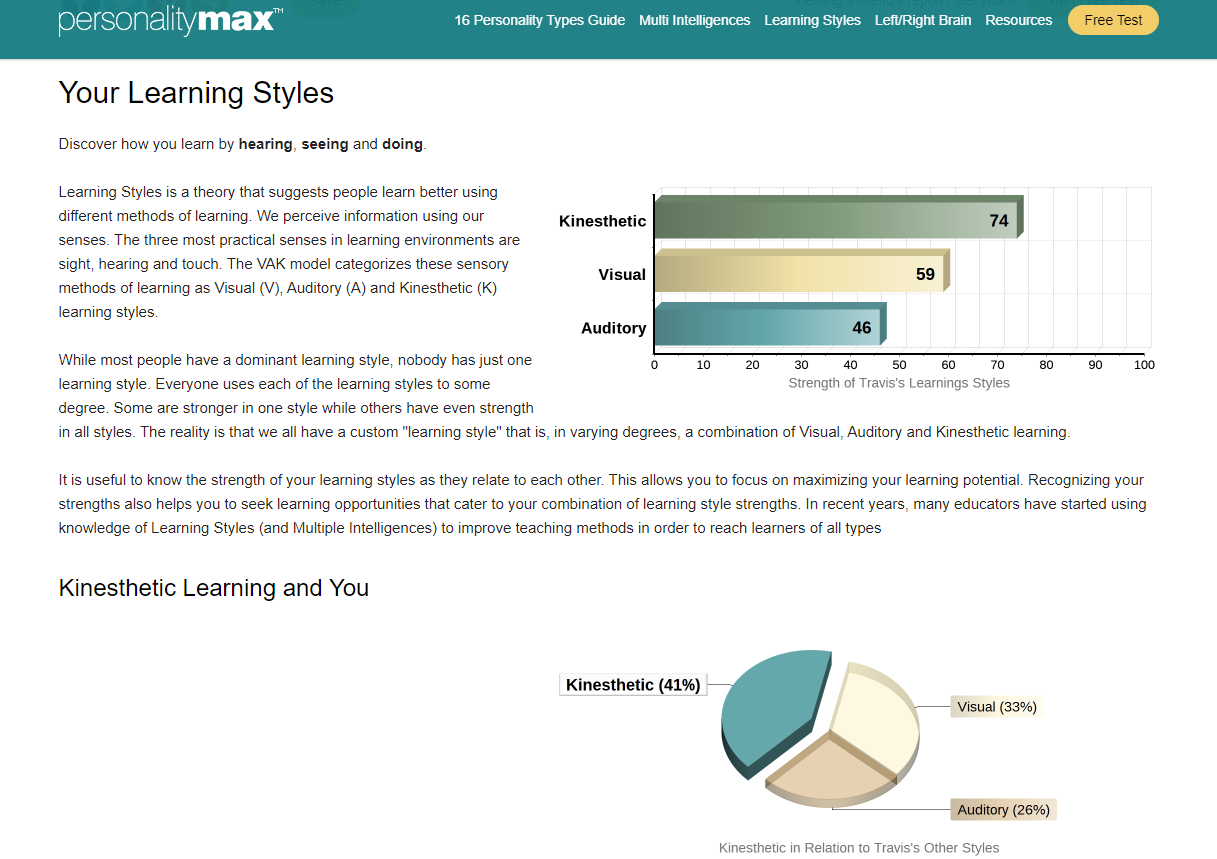 Save
Viewing a friend's report? Get yours!
personalitymax™
16 Personality Types Guide
Multi Intelligences
Learning Styles
Left/Right Brain
Resources
Free Test
Your Learning Styles
Discover how you learn by hearing, seeing and doing.
Learning Styles is a theory that suggests people learn better using
different methods of learning. We perceive information using our
senses. The three most practical senses in learning environments are
sight, hearing and touch. The VAK model categorizes these sensory
methods of learning as Visual (V), Auditory (A) and Kinesthetic (K)
learning styles.
Kinesthetic 74
Visual 59
Auditory 46
0 10 20 30 40 50 60 70 80 90 100
Strength of Travis's Learnings Styles
While most people have a dominant learning style, nobody has just one
learning style. Everyone uses each of the learning styles to some
degree. Some are stronger in one style while others have even strength
in all styles. The reality is that we all have a custom "learning style" that is, in varying degrees, a combination of Visual, Auditory and Kinesthetic learning.
It is useful to know the strength of your learning styles as they relate to each other. This allows you to focus on maximizing your learning potential. Recognizing your
strengths also helps you to seek learning opportunities that cater to your combination of learning style strengths. In recent years, many educators have started using
knowledge of Learning Styles (and Multiple Intelligences) to improve teaching methods in order to reach learners of all types
Kinesthetic Learning and You
Kinesthetic (41%)
Visual (33%)
Auditory (26%)
Kinesthetic in Relation to Travis's Other Styles